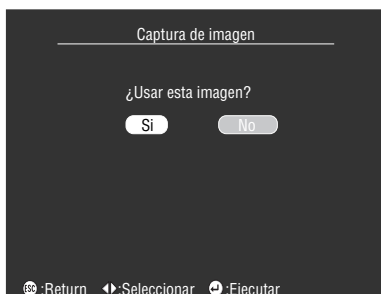 Captura de imagen
¿Usar esta imagen?
Si No
:Return :Seleccionar :Ejecutar